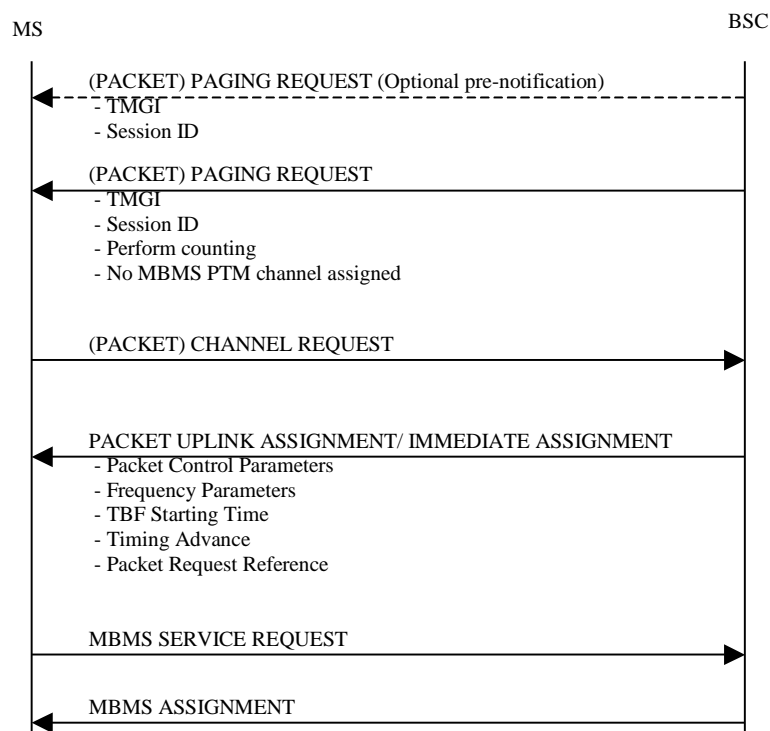 MS
BSC
(PACKET) PAGING REQUEST (Optional pre-notification)
- TMGI
- Session ID
(PACKET) PAGING REQUEST
- TMGI
- Session ID
- Perform counting
- No MBMS PTM channel assigned
(PACKET) CHANNEL REQUEST
PACKET UPLINK ASSIGNMENT/ IMMEDIATE ASSIGNMENT
- Packet Control Parameters
- Frequency Parameters
- TBF Starting Time
- Timing Advance
- Packet Request Reference
MBMS SERVICE REQUEST
MBMS ASSIGNMENT